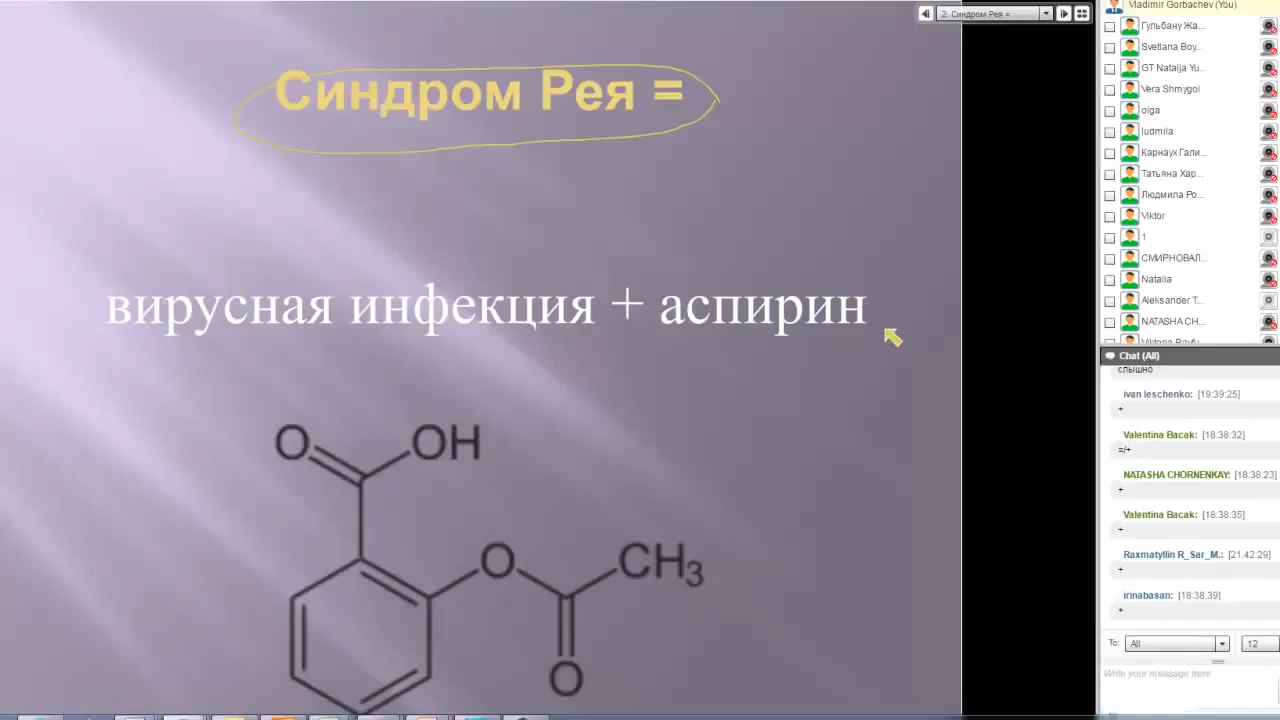 2. Синдром Рея =
Синдром Рея =
вирусная инфекция + аспирин
O
OH
O
CH3
O
Vladimir Gorbachev (You)
Гульбану Жа...
Svetlana Boy...
GT Natalja Yu...
Vera Shmygol
olga
ludmila
Карнаух Гали...
Татьяна Хар...
Людмила Ро...
Viktor
1
СМИРНОВАЛ...
Natalia
Aleksander T...
NATASHA CH...
Chat (All)
слышно
ivan leschenko: [19:39:25]
+
Valentina Bacak: [18:38:32]
=/+
NATASHA CHORNENKAY: [18:38:23]
+
Valentina Bacak: [18:38:35]
+
Raxmatyllin R_Sar_M.: [21.42:29]
+
irinabasan: [18:38:39]
+
To: All 12
Write your message here